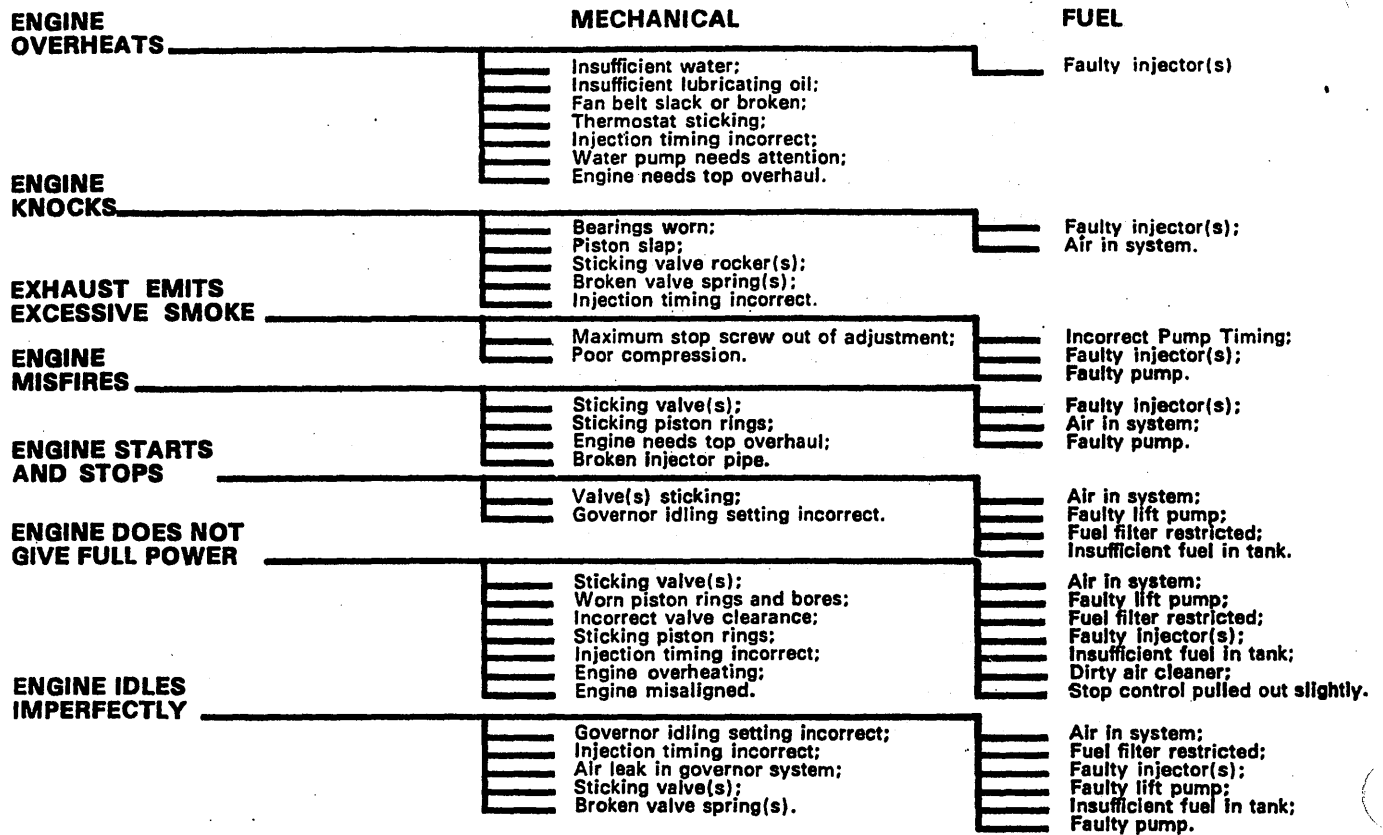 ENGINE
OVERHEATS
MECHANICAL
FUEL
Insufficient water;
Insufficient lubricating oil;
Fan belt slack or broken;
Thermostat sticking;
Injection timing incorrect;
Water pump needs attention;
Engine needs top overhaul.
Faulty injector(s)
ENGINE
KNOCKS
Bearings worn;
Piston slap;
Sticking valve rocker(s);
Broken valve spring(s);
Injection timing incorrect.
Faulty injector(s);
Air in system.
EXHAUST EMITS
EXCESSIVE SMOKE
Maximum stop screw out of adjustment;
Poor compression.
Incorrect Pump Timing;
Faulty injector(s);
Faulty pump.
ENGINE
MISFIRES
Sticking valve(s);
Sticking piston rings;
Engine needs top overhaul;
Broken injector pipe.
Faulty injector(s);
Air in system;
Faulty pump.
ENGINE STARTS
AND STOPS
Valve(s) sticking;
Governor idling setting incorrect.
Air in system;
Faulty lift pump;
Fuel filter restricted;
Insufficient fuel in tank.
ENGINE DOES NOT
GIVE FULL POWER
Sticking valve(s);
Worn piston rings and bores;
Incorrect valve clearance;
Sticking piston rings;
Injection timing incorrect;
Engine overheating;
Engine misaligned.
Air in system;
Faulty lift pump;
Fuel filter restricted;
Faulty injector(s);
Insufficient fuel in tank;
Dirty air cleaner;
Stop control pulled out slightly.
ENGINE IDLES
IMPERFECTLY
Governor idling setting incorrect;
Injection timing incorrect;
Air leak in governor system;
Sticking valve(s);
Broken valve spring(s).
Air in system;
Fuel filter restricted;
Faulty injector(s);
Faulty lift pump;
Insufficient fuel in tank;
Faulty pump.